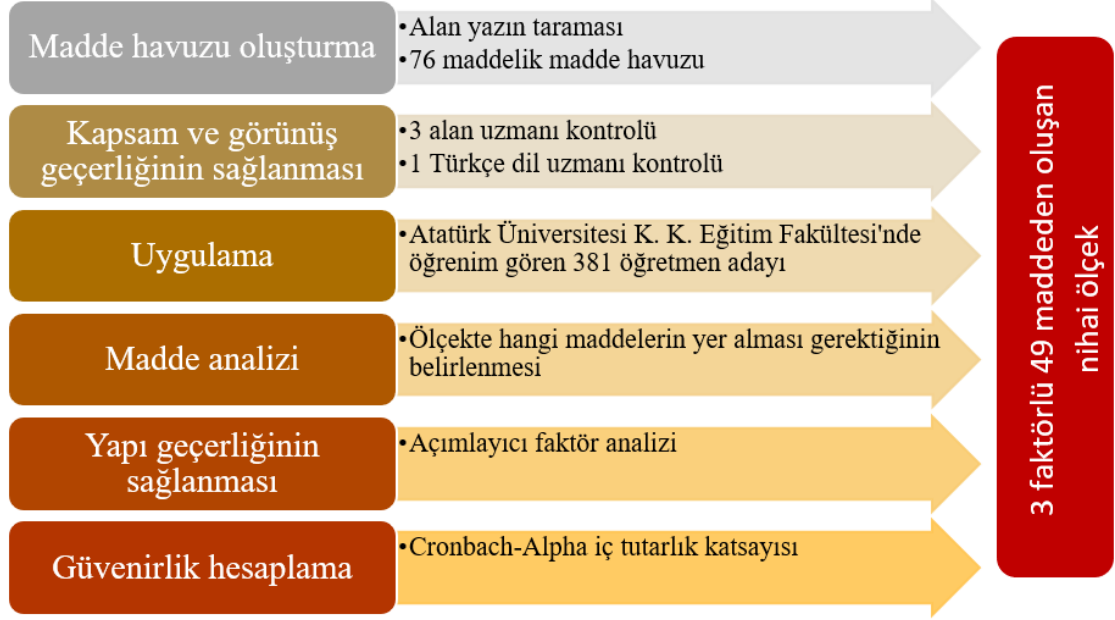 Madde havuzu oluşturma
•Alan yazın taraması
•76 maddelik madde havuzu
Kapsam ve görünüş
geçerliğinin sağlanması
•3 alan uzmanı kontrolü
•1 Türkçe dil uzmanı kontrolü
Uygulama
•Atatürk Üniversitesi K. K. Eğitim Fakültesi'nde
öğrenim gören 381 öğretmen adayı
Madde analizi
•Ölçekte hangi maddelerin yer alması gerektiğinin
belirlenmesi
Yapı geçerliğinin
sağlanması
•Açımlayıcı faktör analizi
Güvenirlik hesaplama
•Cronbach-Alpha iç tutarlık katsayısı
3 faktörlü 49 maddeden oluşan
nihai ölçek